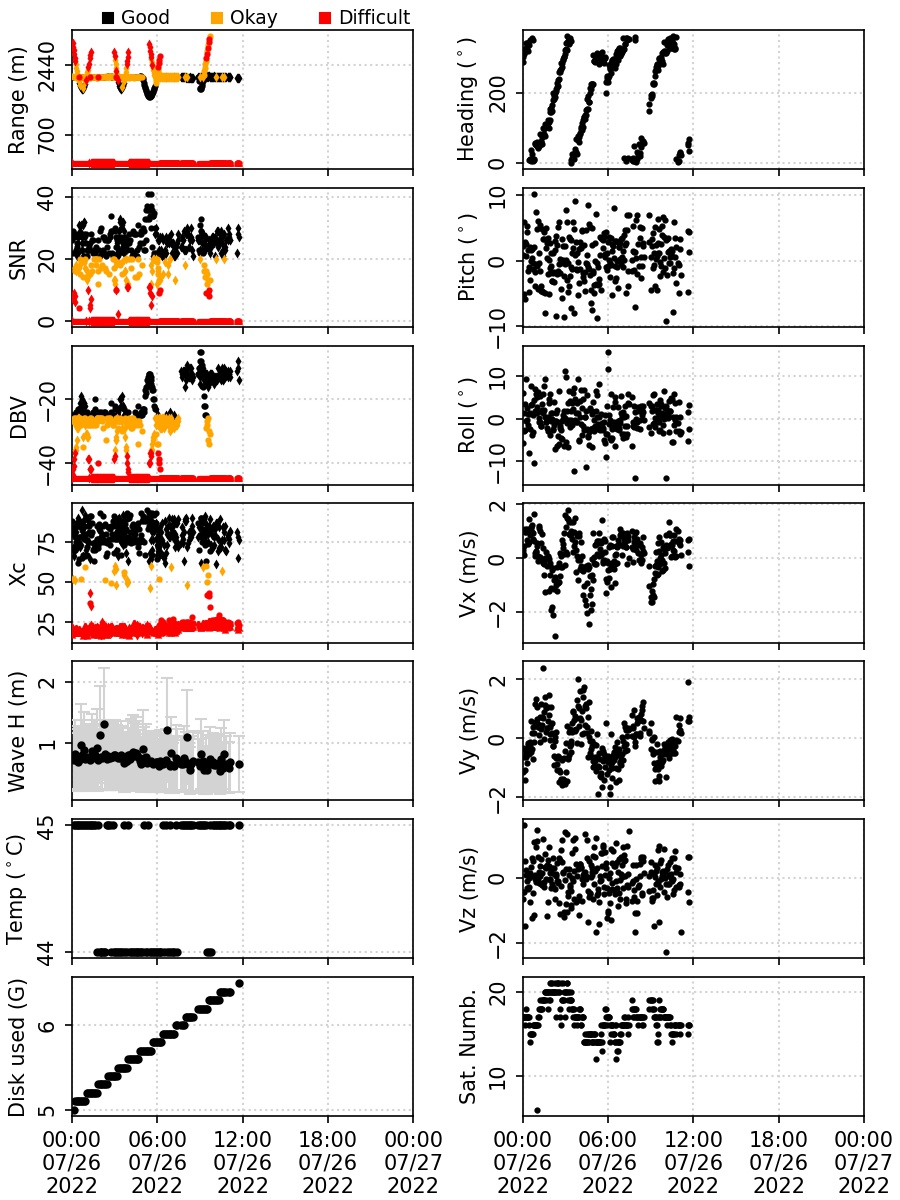 Good Okay Difficult
Range (m)
2440
700
Heading (°)
200
0
SNR
40
20
0
Pitch (°)
10
0
−10
DBV
−20
−40
Roll (°)
10
0
−10
Xc
75
50
25
Vx (m/s)
2
0
−2
Wave H (m)
2
1
Vy (m/s)
2
0
−2
Temp (°C)
45
44
Vz (m/s)
0
−2
Disk used (G)
6
5
Sat. Numb.
20
10
00:00 06:00 12:00 18:00 00:00
07/26 07/26 07/26 07/26 07/27
2022 2022 2022 2022 2022
00:00 06:00 12:00 18:00 00:00
07/26 07/26 07/26 07/26 07/27
2022 2022 2022 2022 2022